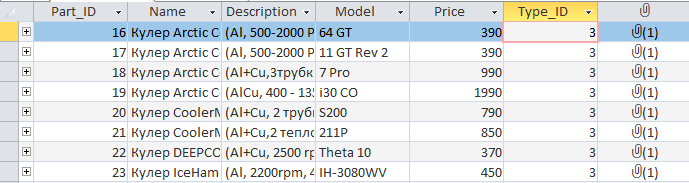 Part_ID Name Description Model Price Type_ID
16 Кулер Arctic C (Al, 500-2000 P 64 GT 390 3 (1)
17 Кулер Arctic C (Al, 500-2000 P 11 GT Rev 2 390 3 (1)
18 Кулер Arctic C (Al+Cu,3трубк 7 Pro 990 3 (1)
19 Кулер Arctic C (AlCu, 400 - 135 i30 CO 1990 3 (1)
20 Кулер CoolerM (Al+Cu, 2 трубк S200 790 3 (1)
21 Кулер CoolerM (Al+Cu,2 тепло 211P 850 3 (1)
22 Кулер DEEPCO (Al+Cu, 2500 rp Theta 10 370 3 (1)
23 Кулер IceHam (Al, 2200rpm, 4 IH-3080WV 450 3 (1)